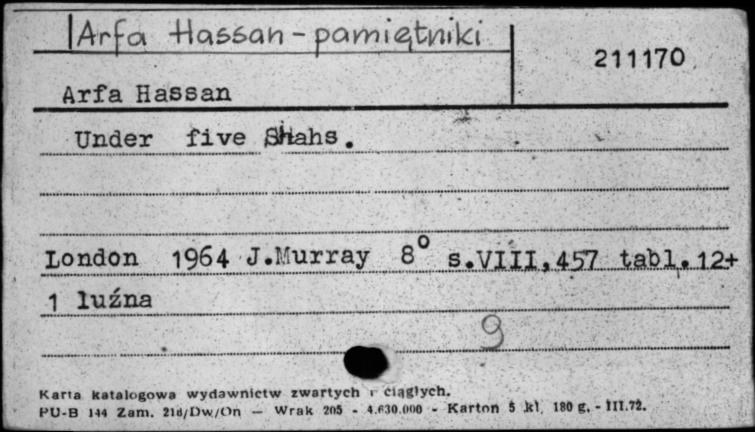 Arfa Hassan - pamiętniki
211170
Arfa Hassan
Under five Shahs.
London 1964 J.Murray 8° s.VIII,457 tabl.12+
1 luźna
9
Karta katalogowa wydawnictw zwartych i ciągłych.
PU-B 144 Zam. 218/Dw/On — Wrak 205 - 4.630.000 - Karton 5 kl. 180 g. - III.72.